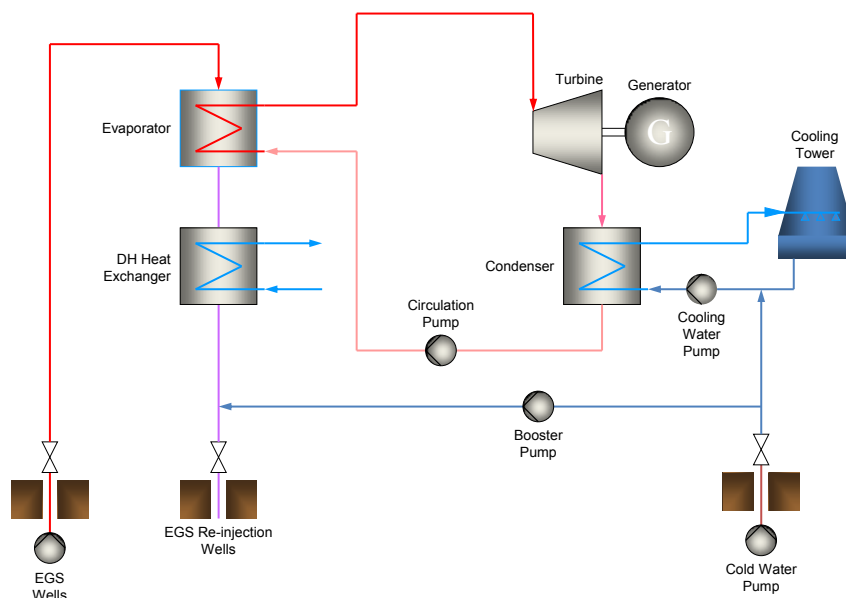 Turbine
Generator
G
Evaporator
Cooling
Tower
DH Heat
Exchanger
Condenser
Circulation
Pump
Cooling
Water
Pump
Booster
Pump
EGS Re-injection
Wells
EGS
Wells
Cold Water
Pump